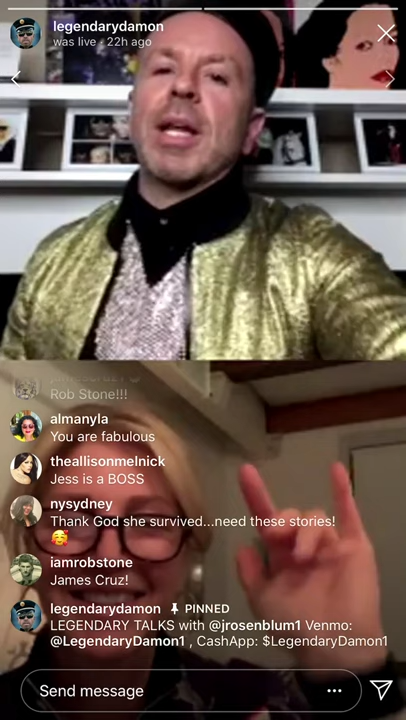 legendarydamon
was live · 22h ago
Rob Stone!!!
almanyla
You are fabulous
theallisonmelnick
Jess is a BOSS
nysydney
Thank God she survived...need these stories!
🥰
iamrobstone
James Cruz!
legendarydamon PINNED
LEGENDARY TALKS with @jrosenblum1 Venmo:
@LegendaryDamon1 , CashApp: $LegendaryDamon1
Send message